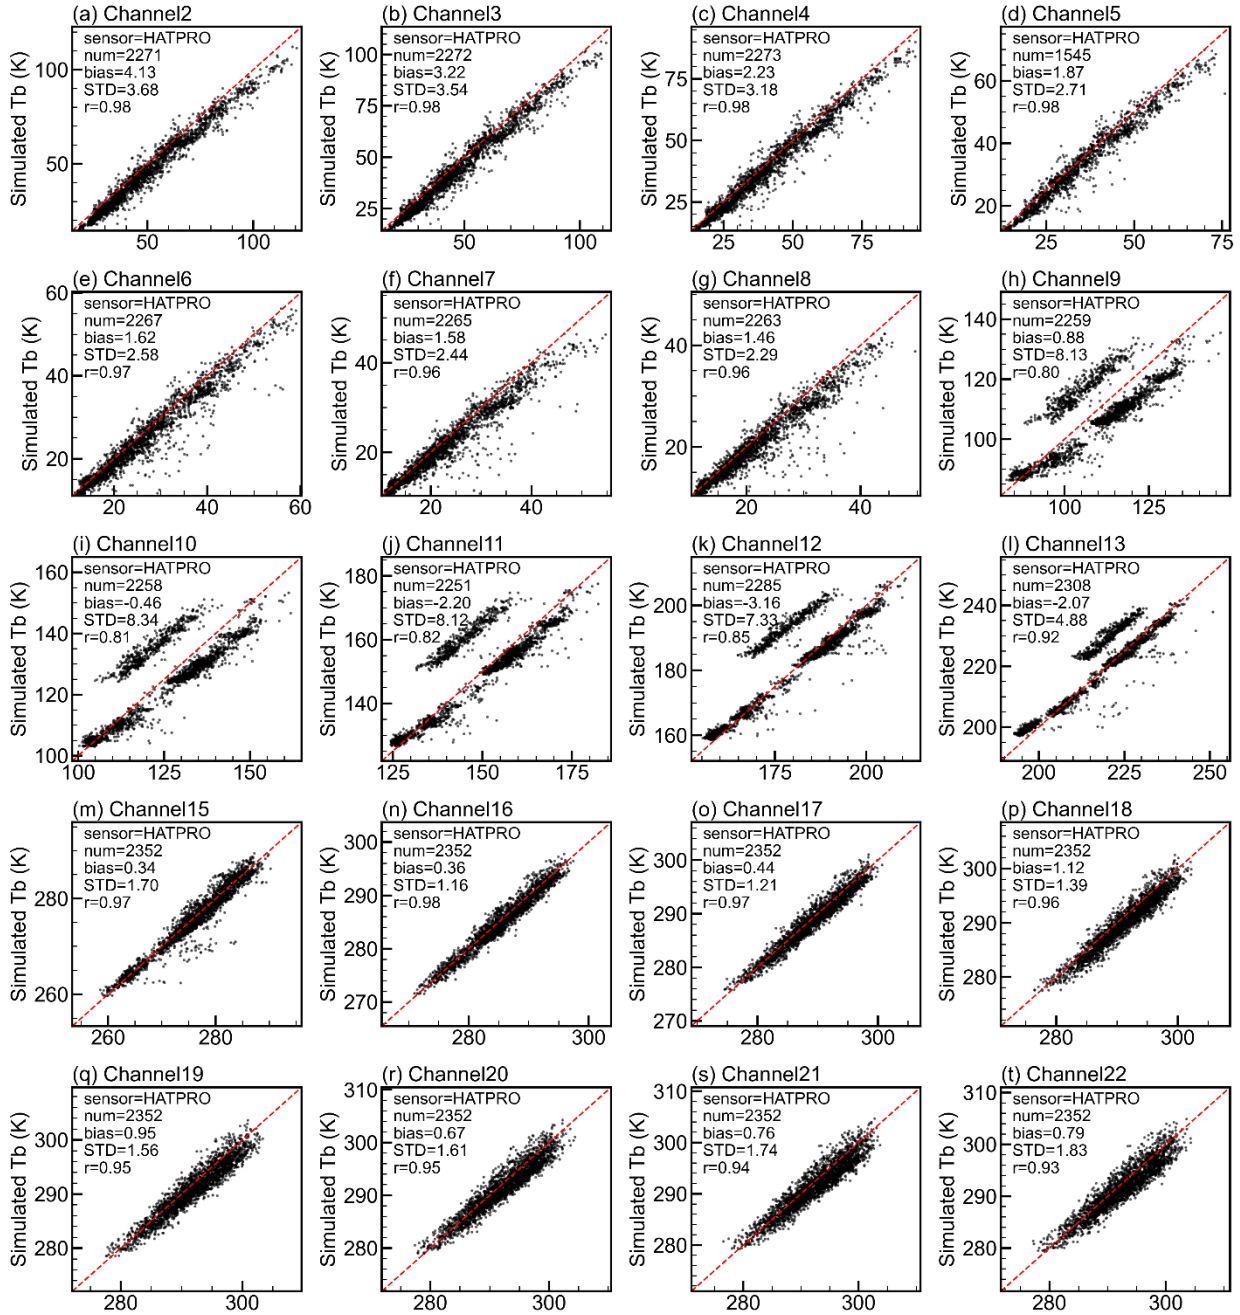 (a) Channel2
sensor=HATPRO
num=2271
bias=4.13
STD=3.68
r=0.98
Simulated Tb (K)
100
50
50
100
(b) Channel3
sensor=HATPRO
num=2272
bias=3.22
STD=3.54
r=0.98
Simulated Tb (K)
100
75
50
25
50
100
(c) Channel4
sensor=HATPRO
num=2273
bias=2.23
STD=3.18
r=0.98
Simulated Tb (K)
75
50
25
25
50
75
(d) Channel5
sensor=HATPRO
num=1545
bias=1.87
STD=2.71
r=0.98
Simulated Tb (K)
60
40
20
25
50
75
(e) Channel6
sensor=HATPRO
num=2267
bias=1.62
STD=2.58
r=0.97
Simulated Tb (K)
60
40
20
20
40
60
(f) Channel7
sensor=HATPRO
num=2265
bias=1.58
STD=2.44
r=0.96
Simulated Tb (K)
40
20
20
40
(g) Channel8
sensor=HATPRO
num=2263
bias=1.46
STD=2.29
r=0.96
Simulated Tb (K)
40
20
20
40
(h) Channel9
sensor=HATPRO
num=2259
bias=0.88
STD=8.13
r=0.80
Simulated Tb (K)
140
120
100
100
125
(i) Channel10
sensor=HATPRO
num=2258
bias=-0.46
STD=8.34
r=0.81
Simulated Tb (K)
160
140
120
100
100
125
150
(j) Channel11
sensor=HATPRO
num=2251
bias=-2.20
STD=8.12
r=0.82
Simulated Tb (K)
180
160
140
125
150
175
(k) Channel12
sensor=HATPRO
num=2285
bias=-3.16
STD=7.33
r=0.85
Simulated Tb (K)
200
180
160
175
200
(l) Channel13
sensor=HATPRO
num=2308
bias=-2.07
STD=4.88
r=0.92
Simulated Tb (K)
240
220
200
200
225
250
(m) Channel15
sensor=HATPRO
num=2352
bias=0.34
STD=1.70
r=0.97
Simulated Tb (K)
280
260
260
280
(n) Channel16
sensor=HATPRO
num=2352
bias=0.36
STD=1.16
r=0.98
Simulated Tb (K)
300
290
280
270
280
300
(o) Channel17
sensor=HATPRO
num=2352
bias=0.44
STD=1.21
r=0.97
Simulated Tb (K)
300
290
280
270
280
300
(p) Channel18
sensor=HATPRO
num=2352
bias=1.12
STD=1.39
r=0.96
Simulated Tb (K)
300
290
280
280
300
(q) Channel19
sensor=HATPRO
num=2352
bias=0.95
STD=1.56
r=0.95
Simulated Tb (K)
300
290
280
280
300
(r) Channel20
sensor=HATPRO
num=2352
bias=0.67
STD=1.61
r=0.95
Simulated Tb (K)
310
300
290
280
280
300
(s) Channel21
sensor=HATPRO
num=2352
bias=0.76
STD=1.74
r=0.94
Simulated Tb (K)
310
300
290
280
280
300
(t) Channel22
sensor=HATPRO
num=2352
bias=0.79
STD=1.83
r=0.93
Simulated Tb (K)
310
300
290
280
280
300